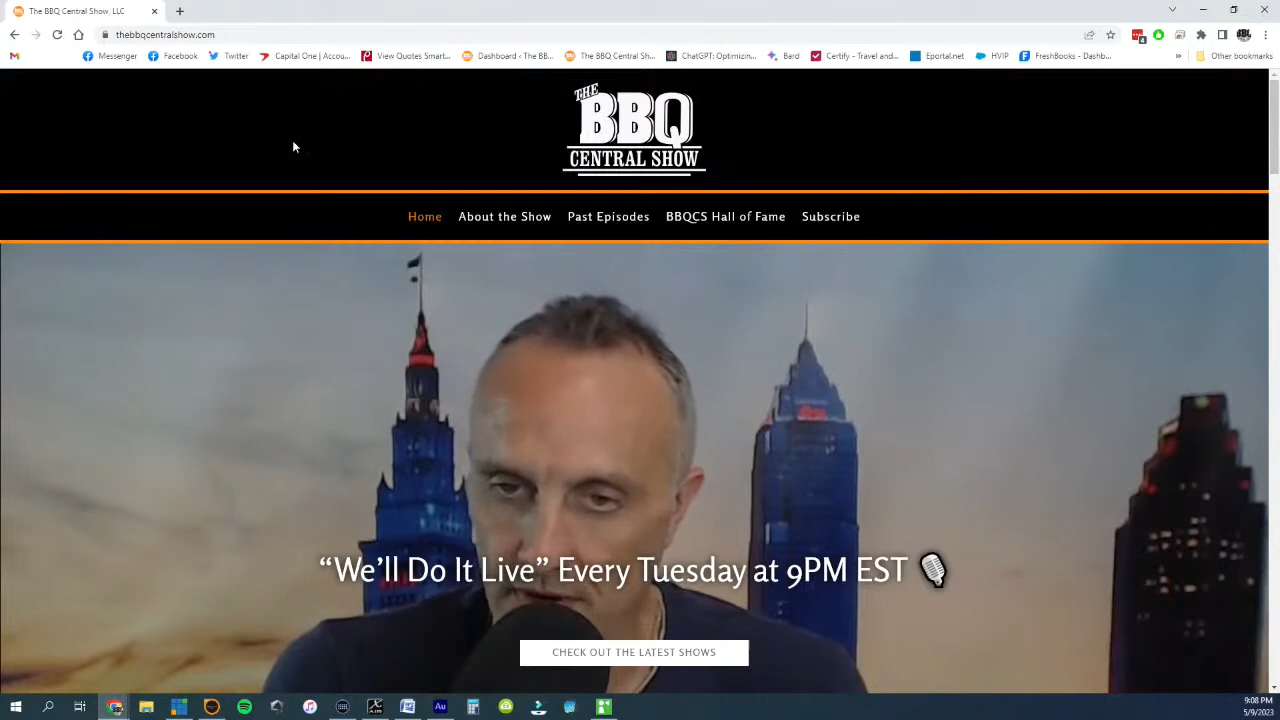 The BBQ Central Show, LLC
thebbqcentralshow.com
Messenger
Facebook
Twitter
Capital One | Accou...
View Quotes Smart...
Dashboard ‹ The BB...
The BBQ Central Sh...
ChatGPT: Optimizin...
Bard
Certify – Travel and...
Eportal.net
HVIP
FreshBooks - Dashb...
»
Other bookmarks
THE
BBQ
CENTRAL SHOW
Home
About the Show
Past Episodes
BBQCS Hall of Fame
Subscribe
“We’ll Do It Live” Every Tuesday at 9PM EST
CHECK OUT THE LATEST SHOWS
9:08 PM
5/9/2023